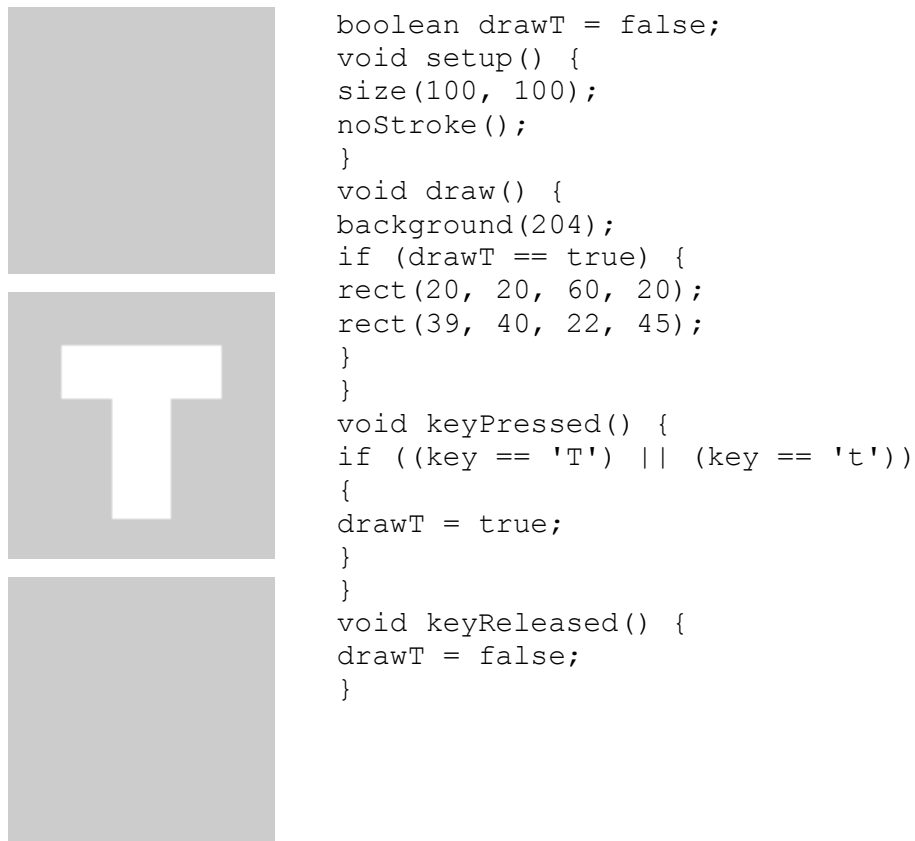 boolean drawT = false;
void setup() {
size(100, 100);
noStroke();
}
void draw() {
background(204);
if (drawT == true) {
rect(20, 20, 60, 20);
rect(39, 40, 22, 45);
}
}
void keyPressed() {
if ((key == 'T') || (key == 't'))
{
drawT = true;
}
}
void keyReleased() {
drawT = false;
}
T